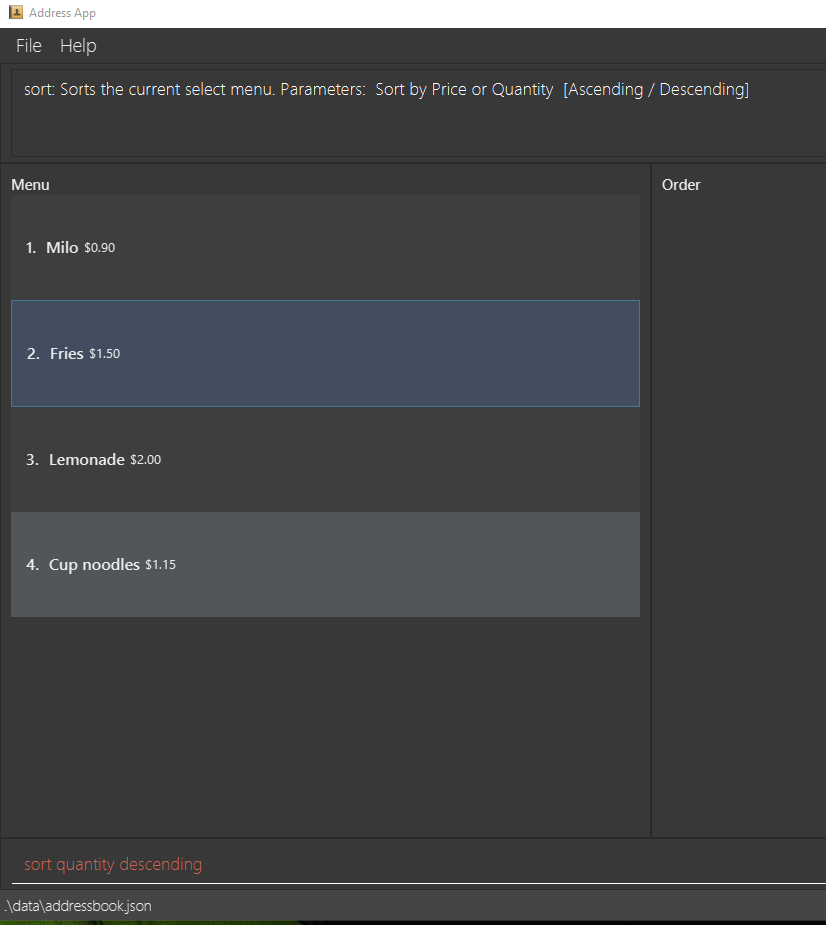 Address App
File Help
sort: Sorts the current select menu. Parameters:  Sort by Price or Quantity  [Ascending / Descending]
Menu
Order
1. Milo $0.90
2. Fries $1.50
3. Lemonade $2.00
4. Cup noodles $1.15
sort quantity descending
.\data\addressbook.json